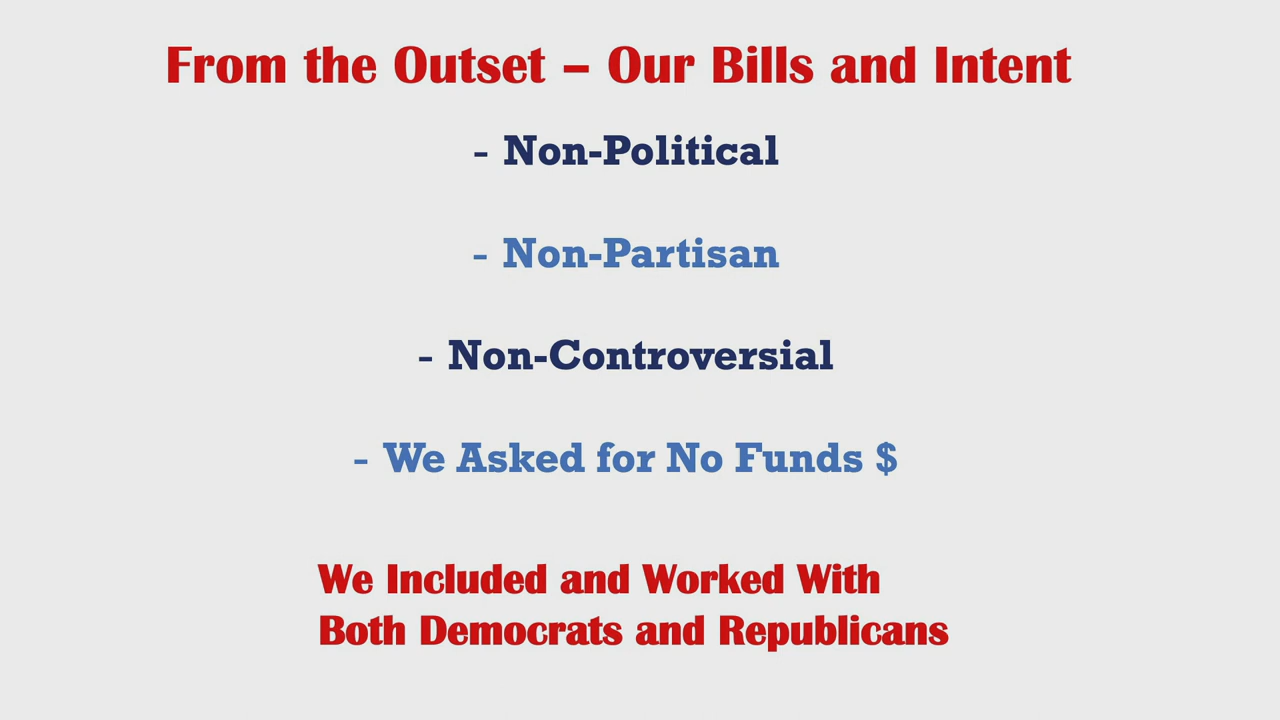 From the Outset – Our Bills and Intent
- Non-Political
- Non-Partisan
- Non-Controversial
- We Asked for No Funds $
We Included and Worked With
Both Democrats and Republicans